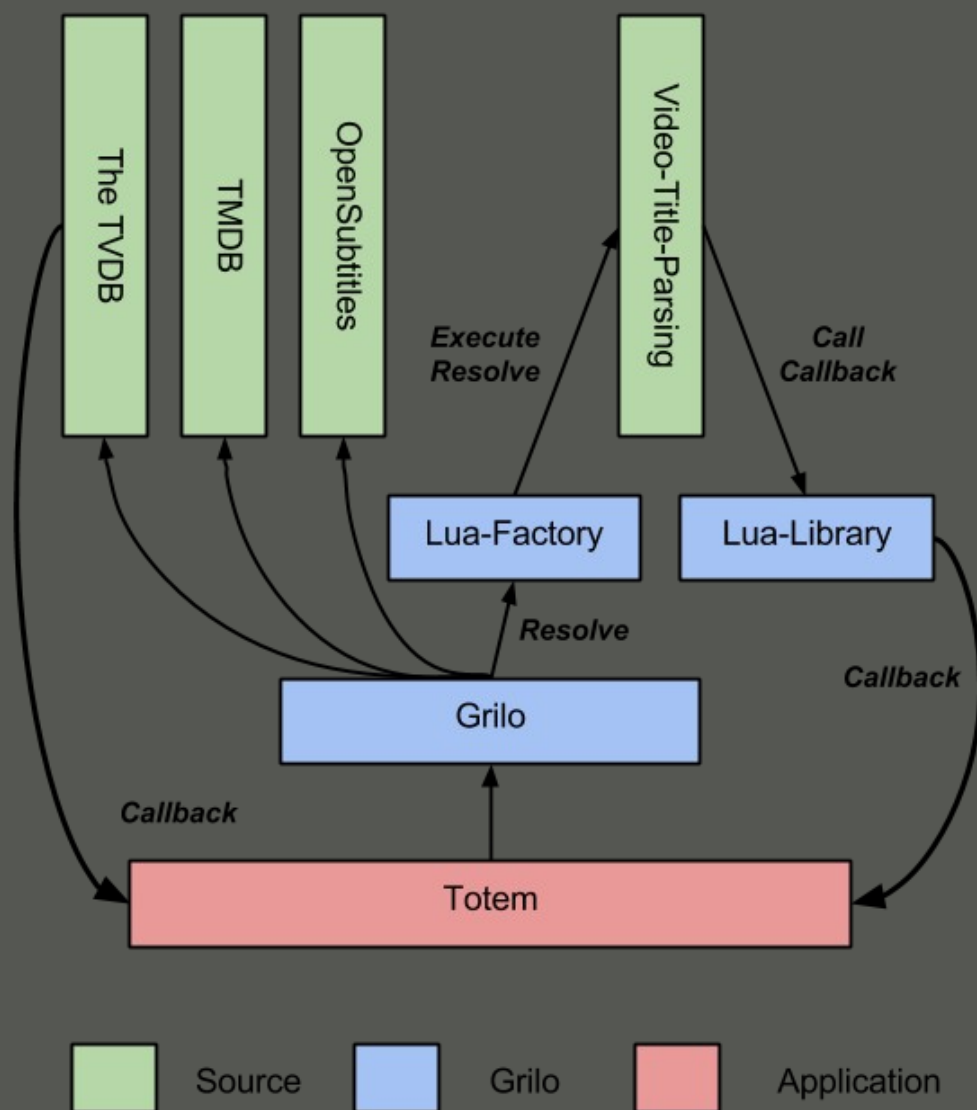 The TVDB
TMDB
OpenSubtitles
Video-Title-Parsing
Execute
Resolve
Call
Callback
Lua-Factory
Lua-Library
Resolve
Callback
Grilo
Callback
Totem
Source
Grilo
Application